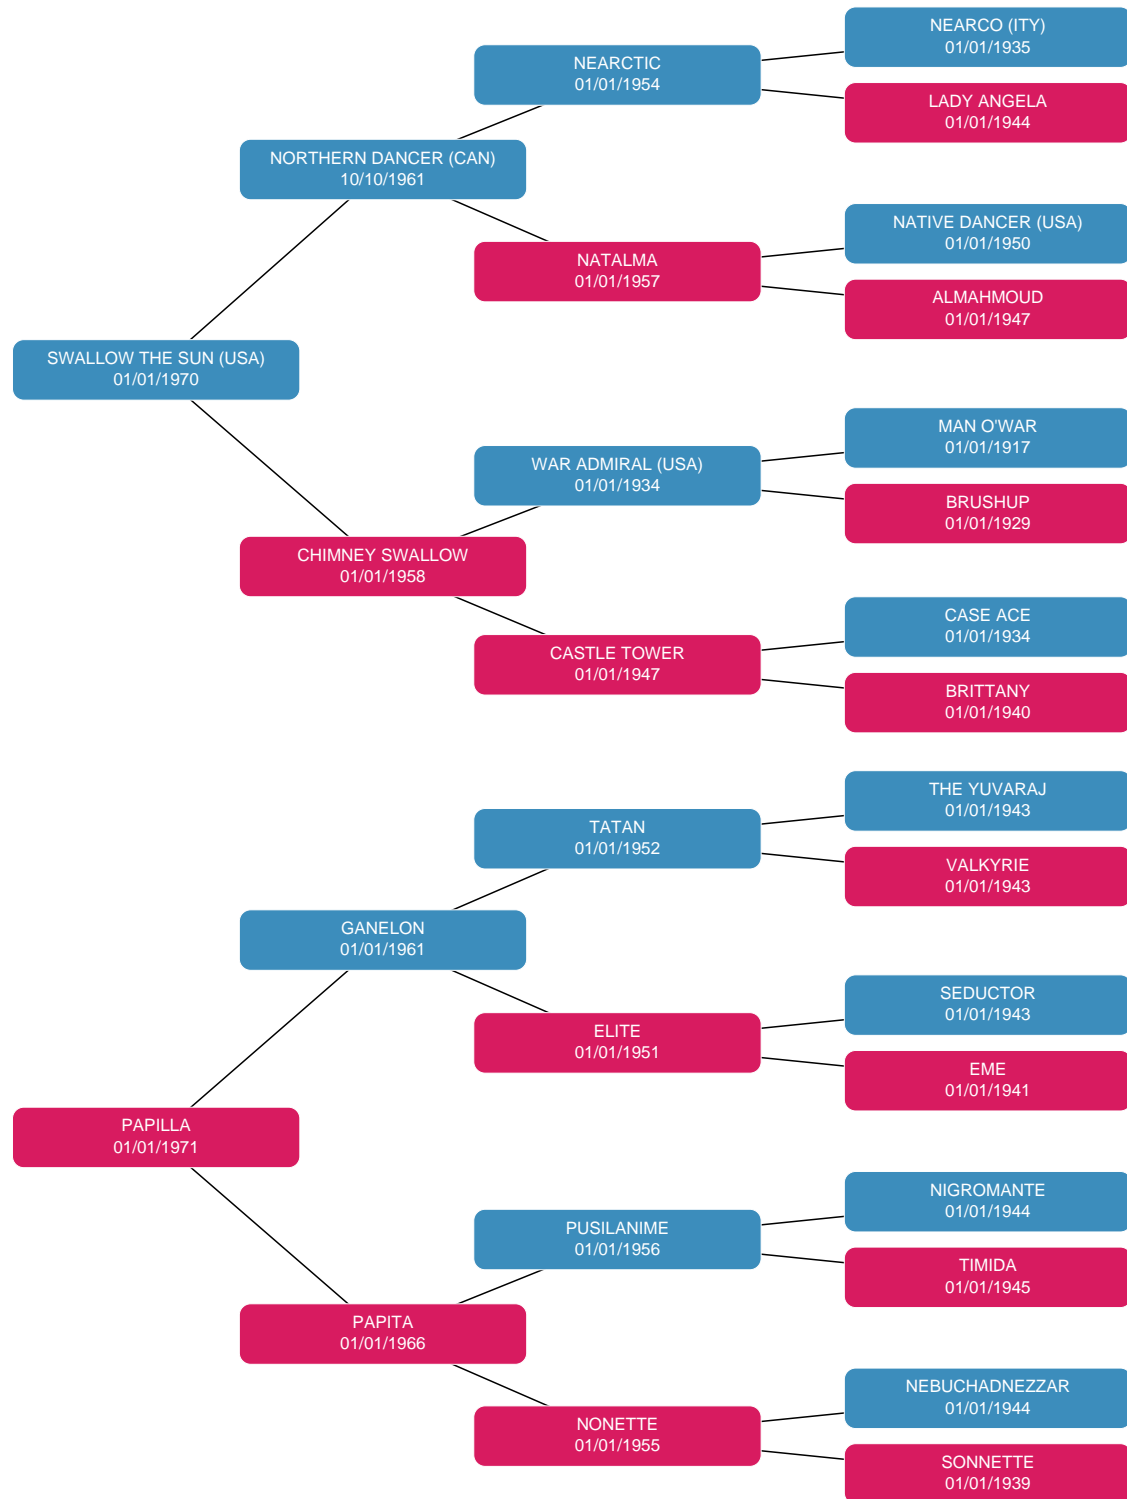 NEARCO (ITY)
01/01/1935
NEARCTIC
01/01/1954
LADY ANGELA
01/01/1944
NORTHERN DANCER (CAN)
10/10/1961
NATIVE DANCER (USA)
01/01/1950
NATALMA
01/01/1957
ALMAHMOUD
01/01/1947
SWALLOW THE SUN (USA)
01/01/1970
MAN O'WAR
01/01/1917
WAR ADMIRAL (USA)
01/01/1934
BRUSHUP
01/01/1929
CHIMNEY SWALLOW
01/01/1958
CASE ACE
01/01/1934
CASTLE TOWER
01/01/1947
BRITTANY
01/01/1940
THE YUVARAJ
01/01/1943
TATAN
01/01/1952
VALKYRIE
01/01/1943
GANELON
01/01/1961
SEDUCTOR
01/01/1943
ELITE
01/01/1951
EME
01/01/1941
PAPILLA
01/01/1971
NIGROMANTE
01/01/1944
PUSILANIME
01/01/1956
TIMIDA
01/01/1945
PAPITA
01/01/1966
NEBUCHADNEZZAR
01/01/1944
NONETTE
01/01/1955
SONNETTE
01/01/1939